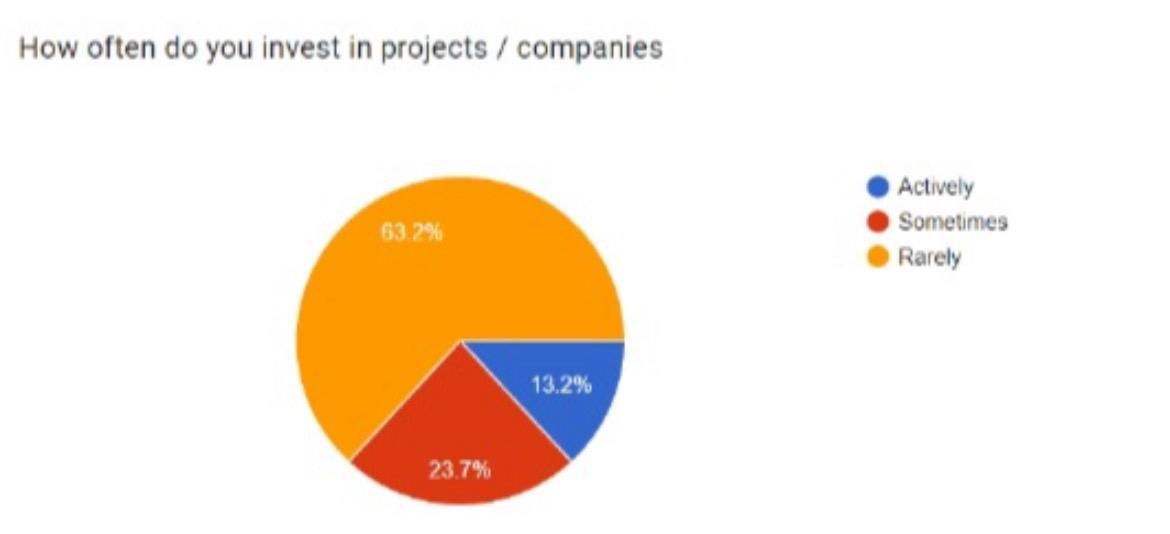 How often do you invest in projects / companies
63.2%
13.2%
23.7%
Actively
Sometimes
Rarely